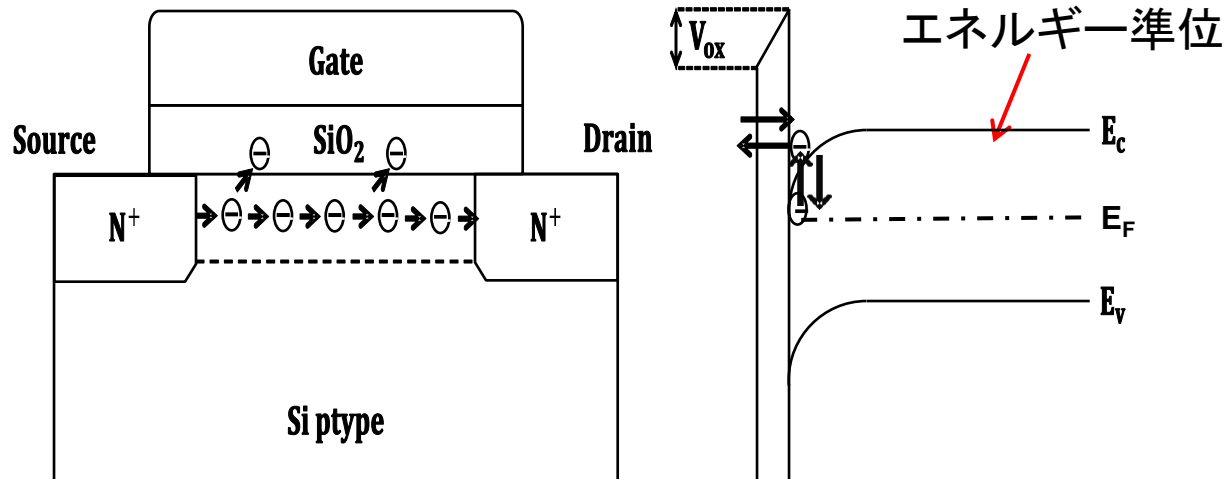 Gate
SiO2
Source
Drain
N+
N+
Si ptype
Vox
エネルギー準位
Ec
EF
Ev